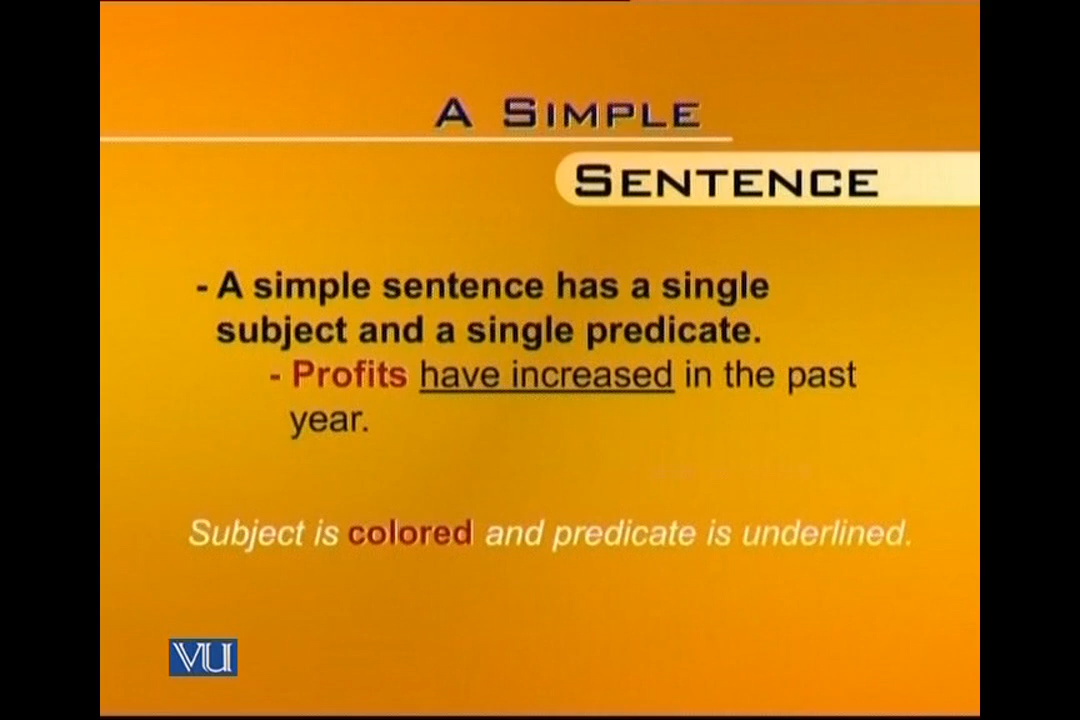 A SIMPLE
SENTENCE
- A simple sentence has a single
subject and a single predicate.
- Profits have increased in the past
year.
Subject is colored and predicate is underlined.
VU